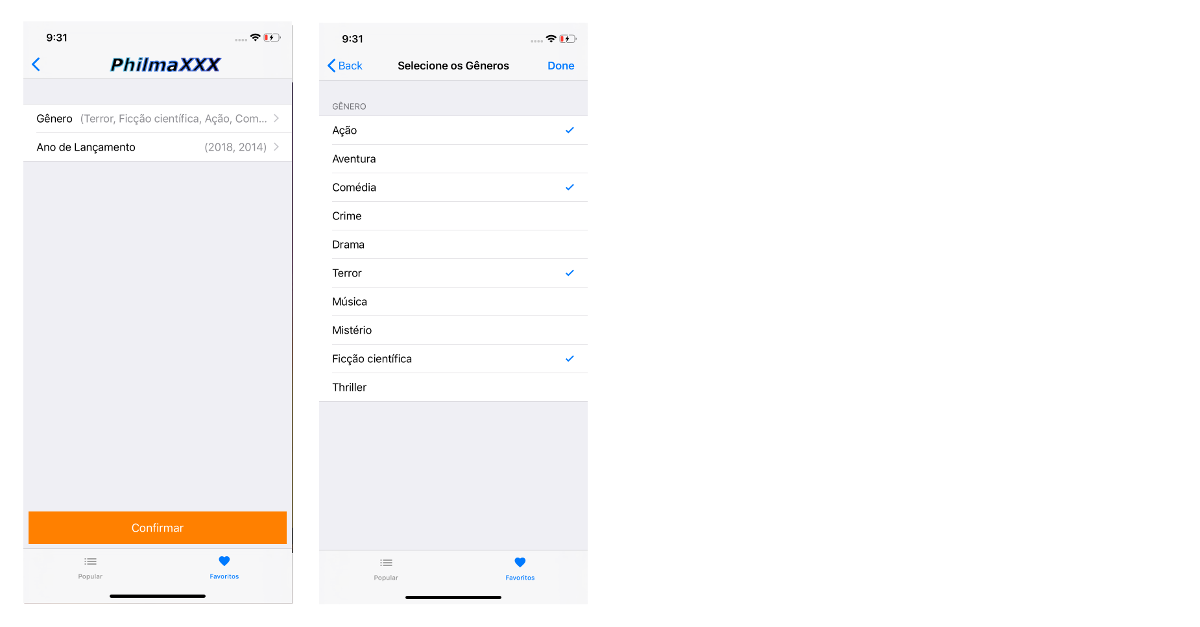 9:31
PhilmaXXX
Gênero (Terror, Ficção científica, Ação, Com...
Ano de Lançamento (2018, 2014)
Confirmar
Popular Favoritos
9:31
Back Selecione os Gêneros Done
GÊNERO
Ação
Aventura
Comédia
Crime
Drama
Terror
Música
Mistério
Ficção científica
Thriller
Popular Favoritos